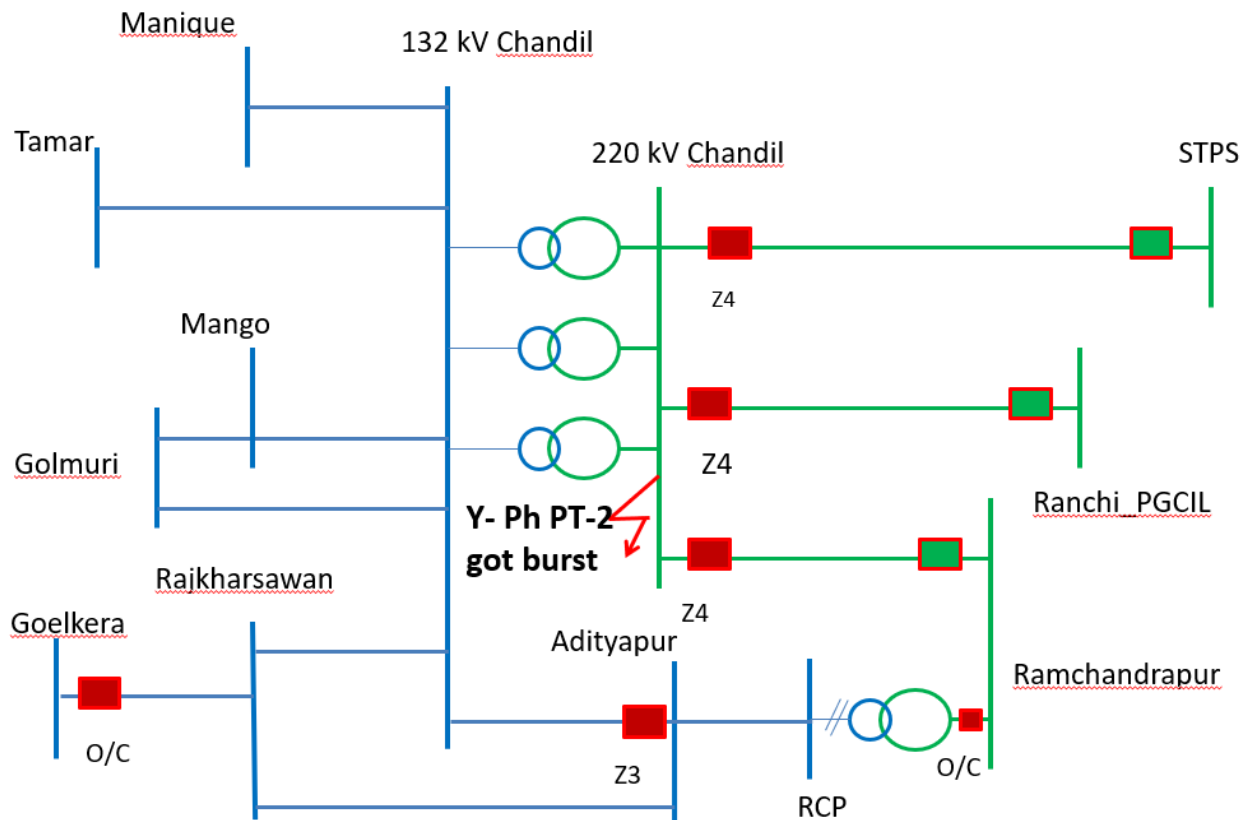 Manique
132 kV Chandil
Tamar
220 kV Chandil
STPS
Z4
Mango
Z4
Golmuri
Y- Ph PT-2
got burst
Ranchi_PGCIL
Rajkharsawan
Z4
Goelkera
Adityapur
Ramchandrapur
O/C
Z3
O/C
RCP